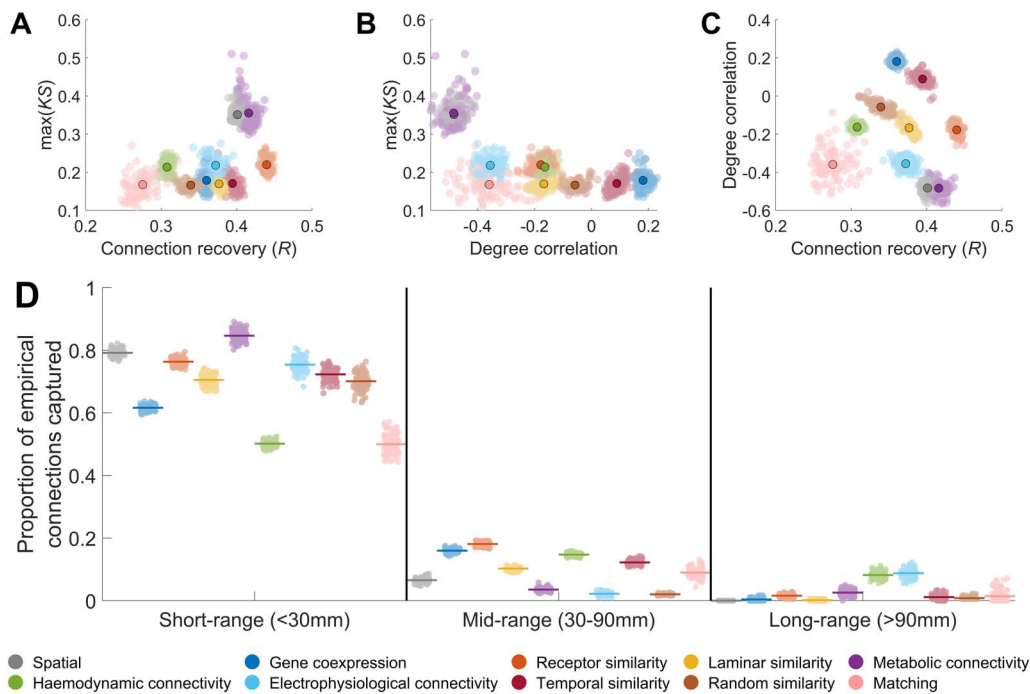 A
B
C
0.6
0.5
0.4
0.3
0.2
0.1
max(KS)
0.2 0.3 0.4 0.5
Connection recovery (R)
0.6
0.5
0.4
0.3
0.2
0.1
max(KS)
-0.4 -0.2 0 0.2
Degree correlation
0.4
0.2
0
-0.2
-0.4
-0.6
Degree correlation
0.2 0.3 0.4 0.5
Connection recovery (R)
D
1
0.8
0.6
0.4
0.2
0
Proportion of empirical
connections captured
Short-range (<30mm) Mid-range (30-90mm) Long-range (>90mm)
Spatial Gene coexpression Receptor similarity Laminar similarity Metabolic connectivity
Haemodynamic connectivity Electrophysiological connectivity Temporal similarity Random similarity Matching